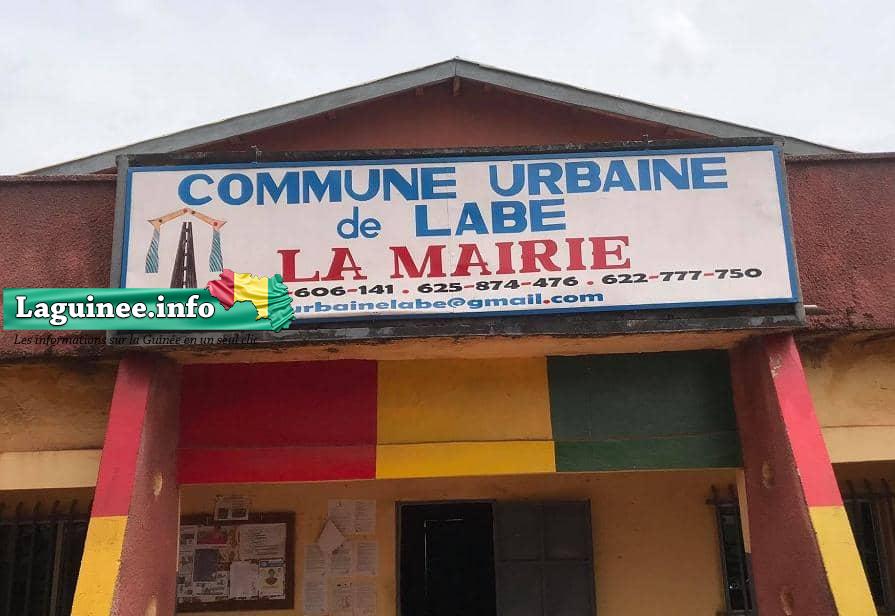 COMMUNE URBAINE
de LABE
LA MAIRIE
606-141 . 625-874-476 . 622-777-750
urbainelabe@gmail.com
Laguinee.info
Les informations sur la Guinée en un seul clic